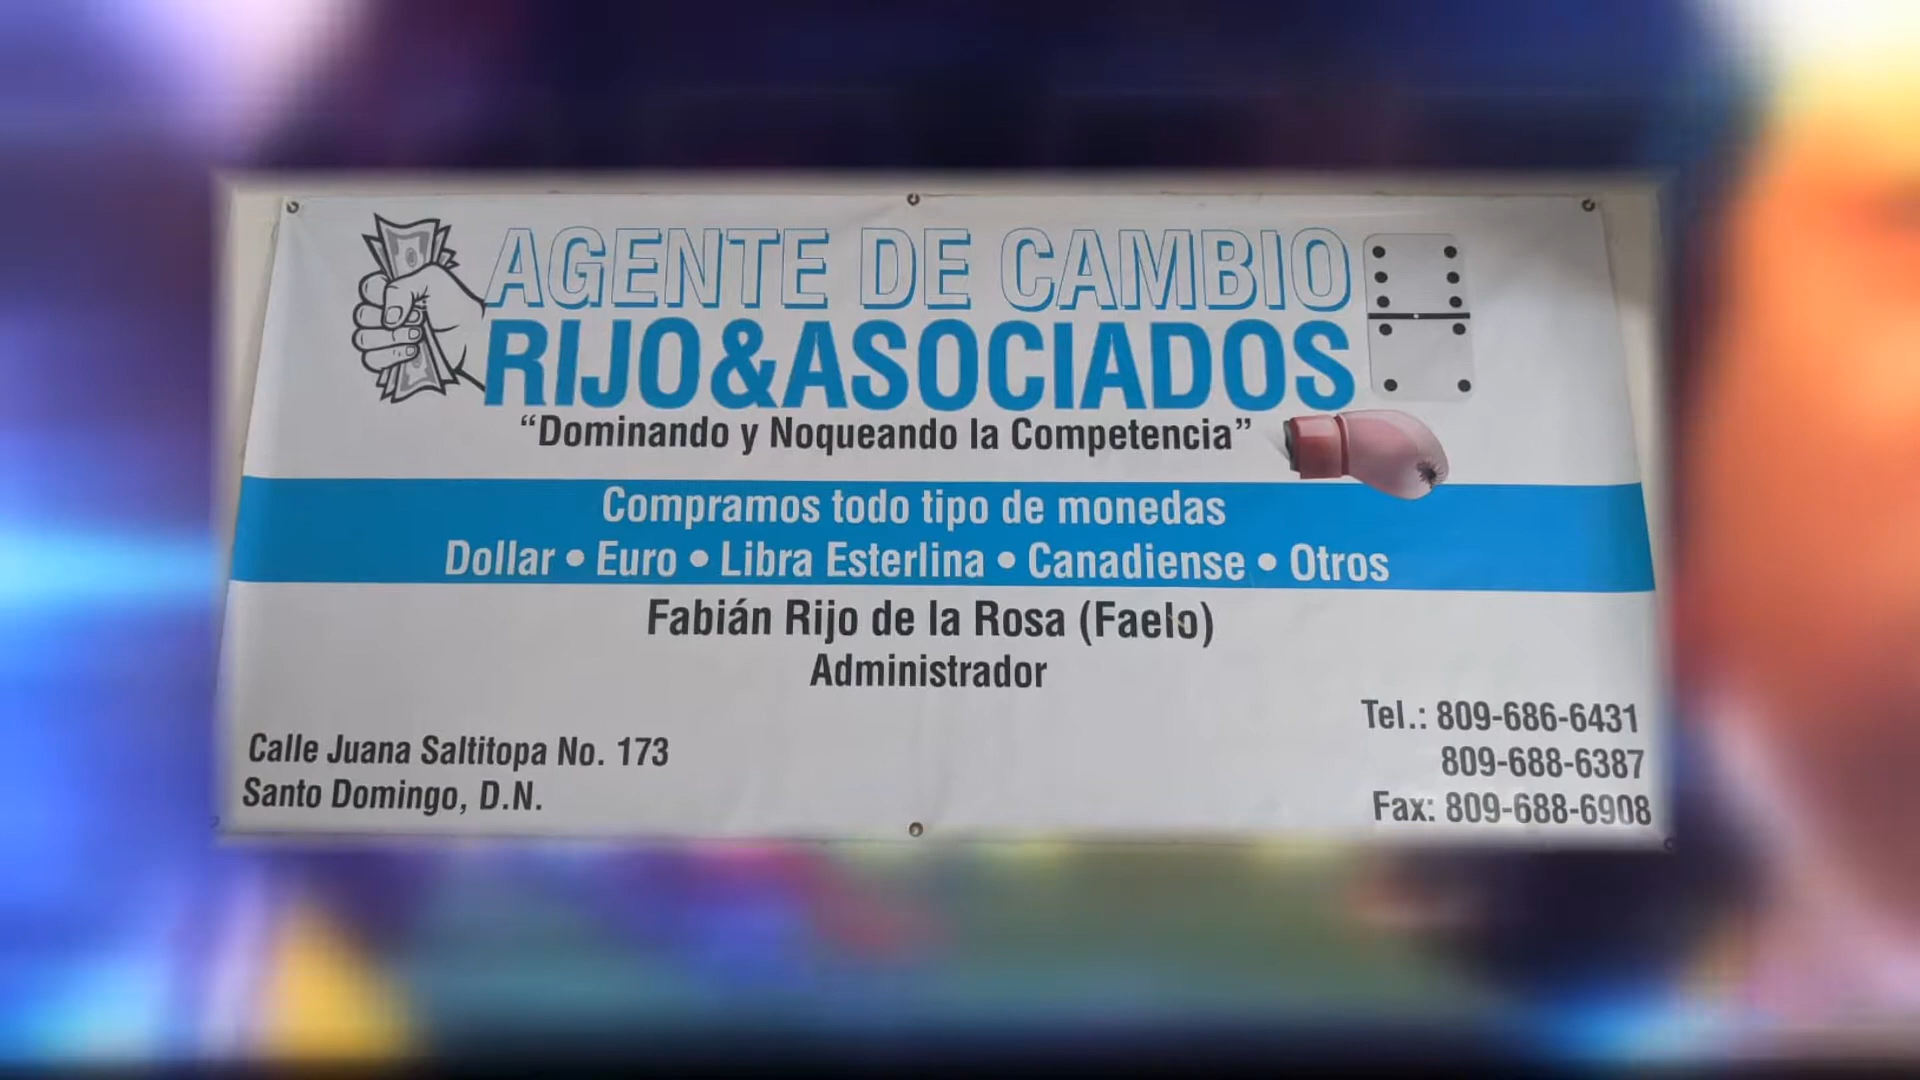 AGENTE DE CAMBIO
RIJO&ASOCIADOS
“Dominando y Noqueando la Competencia”
Compramos todo tipo de monedas
Dollar • Euro • Libra Esterlina • Canadiense • Otros
Fabián Rijo de la Rosa (Faelo)
Administrador
Calle Juana Saltitopa No. 173
Santo Domingo, D.N.
Tel.: 809-686-6431
809-688-6387
Fax: 809-688-6908